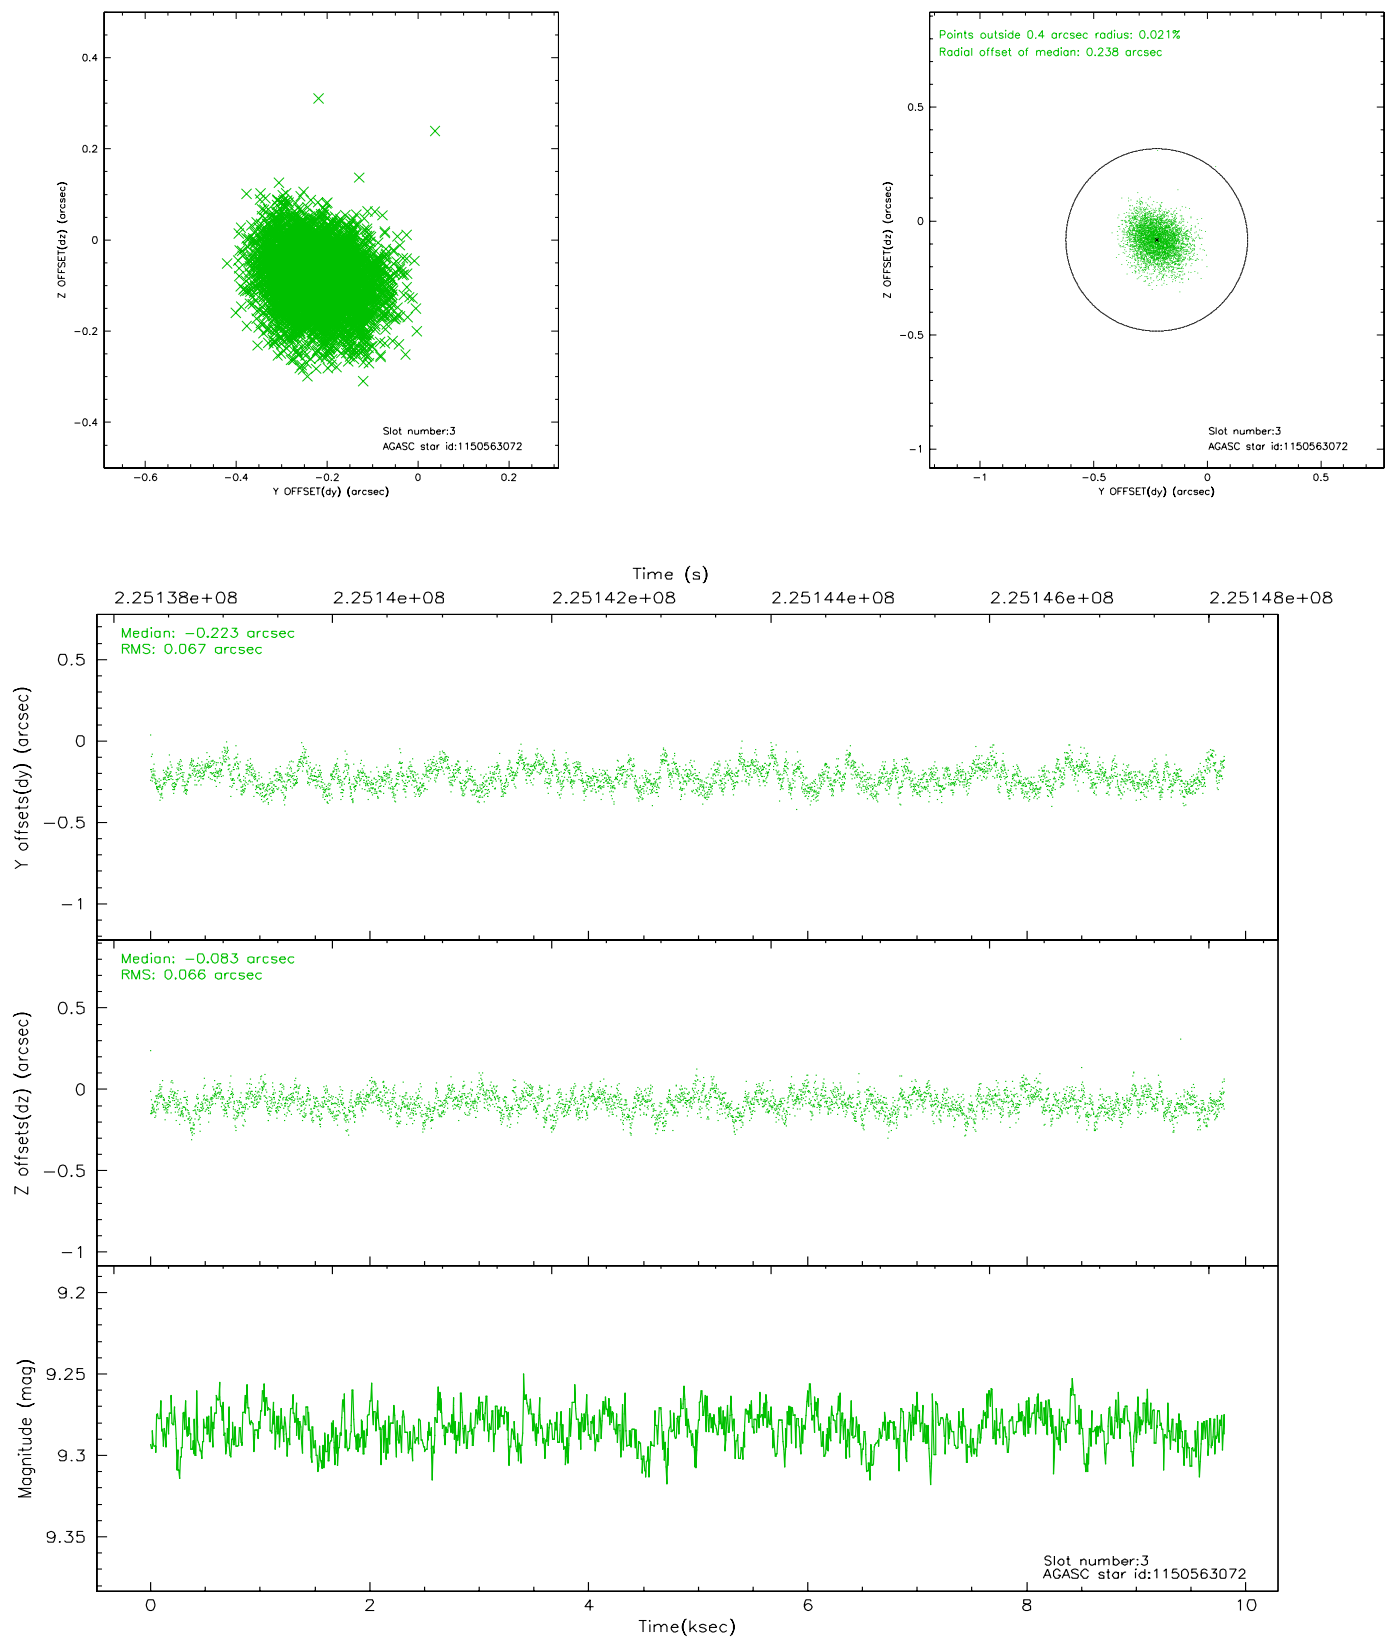 0.4
0.2
0
−0.2
−0.4
Z OFFSET(dz) (arcsec)
Slot number:3
AGASC star id:1150563072
−0.6
−0.4
−0.2
0
0.2
Y OFFSET(dy) (arcsec)
Points outside 0.4 arcsec radius: 0.021%
Radial offset of median: 0.238 arcsec
0.5
0
−0.5
−1
Z OFFSET(dz) (arcsec)
Slot number:3
AGASC star id:1150563072
−1
−0.5
0
0.5
Y OFFSET(dy) (arcsec)
Time (s)
2.25138e+08
2.2514e+08
2.25142e+08
2.25144e+08
2.25146e+08
2.25148e+08
Median: −0.223 arcsec
RMS: 0.067 arcsec
0.5
0
−0.5
−1
Y offsets(dy) (arcsec)
Median: −0.083 arcsec
RMS: 0.066 arcsec
0.5
0
−0.5
−1
Z offsets(dz) (arcsec)
9.2
9.25
9.3
9.35
Magnitude (mag)
Slot number:3
AGASC star id:1150563072
0
2
4
6
8
10
Time(ksec)